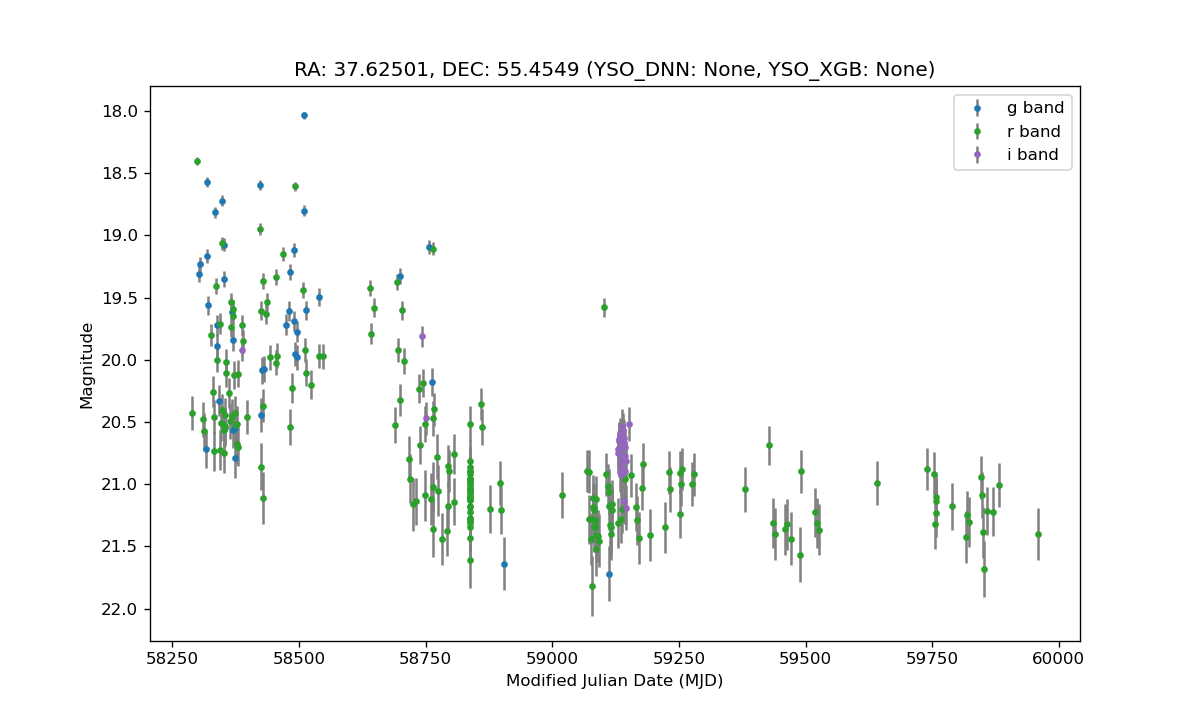 RA: 37.62501, DEC: 55.4549 (YSO_DNN: None, YSO_XGB: None)
g band
r band
i band
18.0
18.5
19.0
19.5
20.0
20.5
21.0
21.5
22.0
Magnitude
58250 58500 58750 59000 59250 59500 59750 60000
Modified Julian Date (MJD)